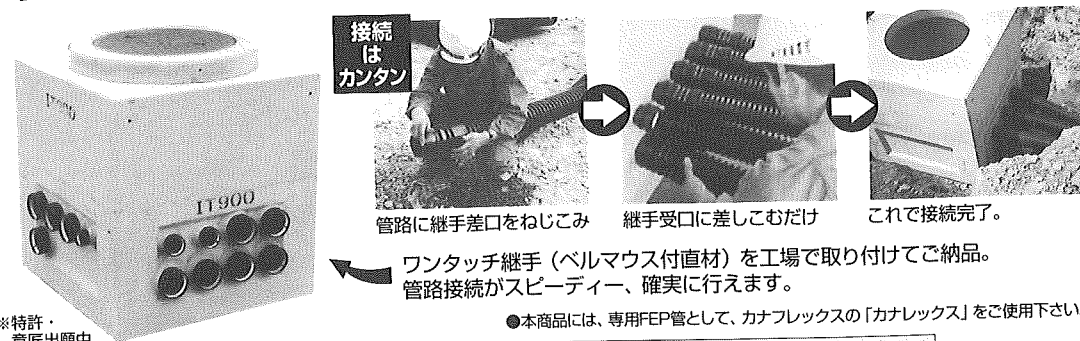 接続
は
カンタン
IT900
IT900
管路に継手差口をねじこみ
継手受口に差しこむだけ
これで接続完了。
ワンタッチ継手（ベルマウス付直材）を工場で取り付けてご納品。
管路接続がスピーディー、確実に行えます。
●本商品には、専用FEP管として、カナフレックスの「カナレックス」をご使用下さい
※特許・
意匠出願中